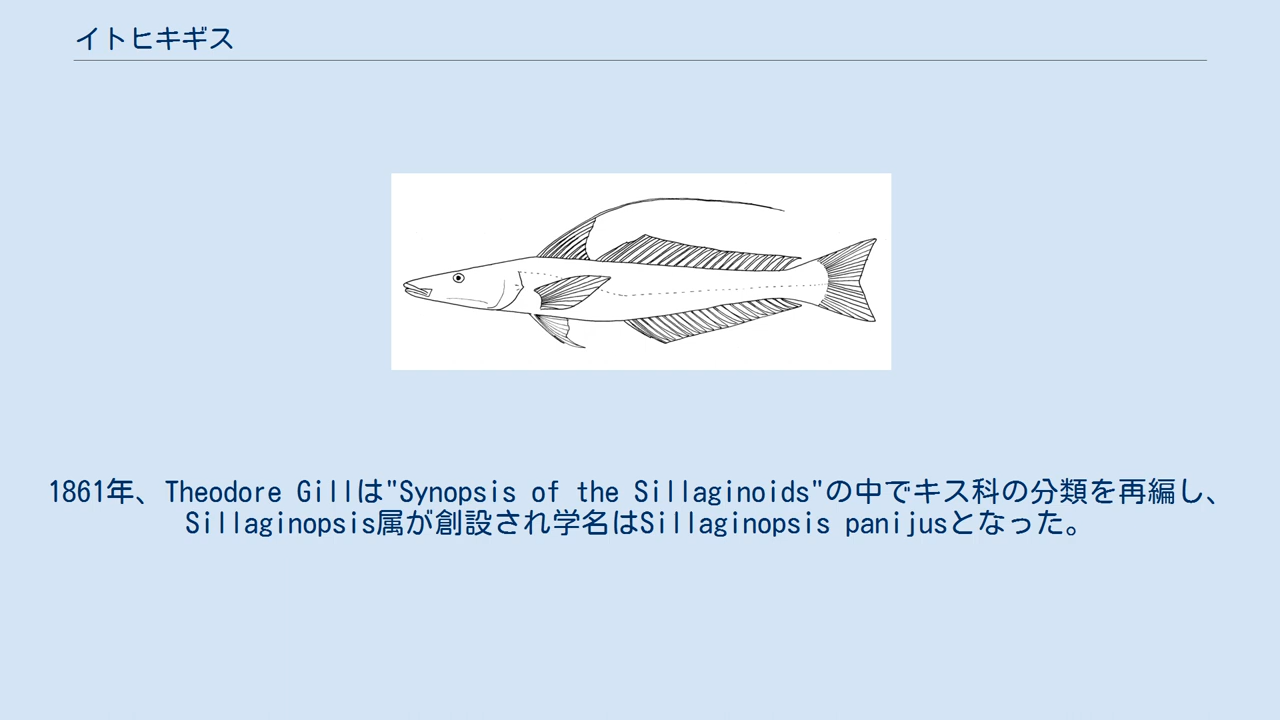 イトヒキギス
1861年、Theodore Gillは"Synopsis of the Sillaginoids"の中でキス科の分類を再編し、
Sillaginopsis属が創設され学名はSillaginopsis panijusとなった。